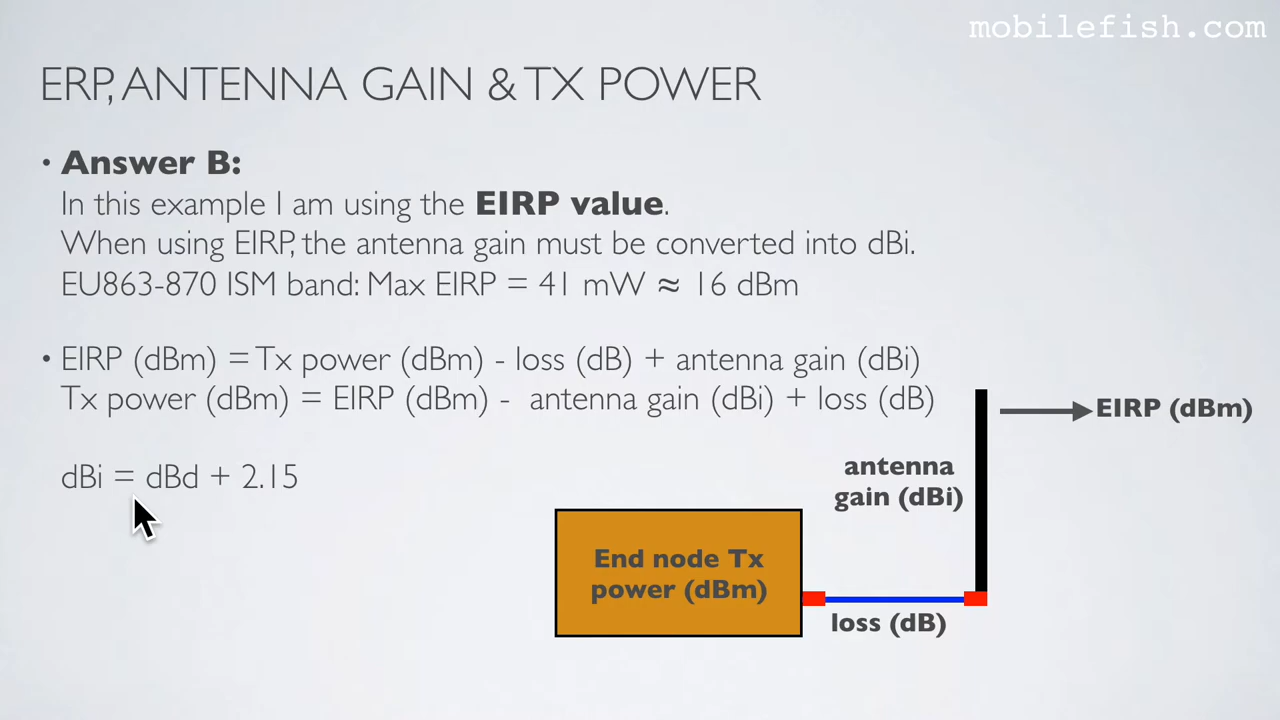 mobilefish.com
ERP, ANTENNA GAIN & TX POWER
• Answer B:
In this example I am using the EIRP value.
When using EIRP, the antenna gain must be converted into dBi.
EU863-870 ISM band: Max EIRP = 41 mW ≈ 16 dBm
• EIRP (dBm) = Tx power (dBm) - loss (dB) + antenna gain (dBi)
Tx power (dBm) = EIRP (dBm) - antenna gain (dBi) + loss (dB)
EIRP (dBm)
dBi = dBd + 2.15
antenna
gain (dBi)
End node Tx
power (dBm)
loss (dB)